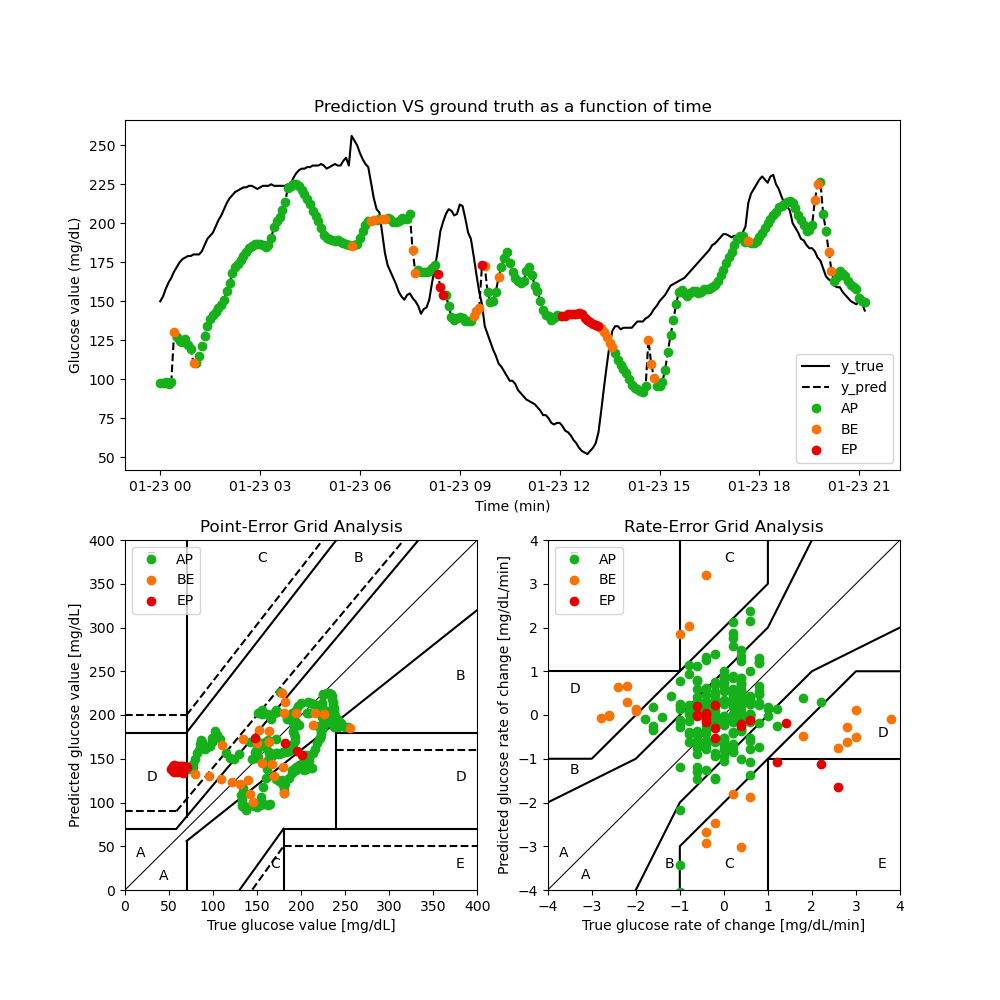 Prediction VS ground truth as a function of time
Glucose value (mg/dL)
250
225
200
175
150
125
100
75
50
y_true
y_pred
AP
BE
EP
01-23 00 01-23 03 01-23 06 01-23 09 01-23 12 01-23 15 01-23 18 01-23 21
Time (min)
Point-Error Grid Analysis
Predicted glucose value [mg/dL]
400
350
300
250
200
150
100
50
0
AP
BE
EP
C
B
B
D
D
A
A
C
E
0 50 100 150 200 250 300 350 400
True glucose value [mg/dL]
Rate-Error Grid Analysis
Predicted glucose rate of change [mg/dL/min]
4
3
2
1
0
−1
−2
−3
−4
AP
BE
EP
C
D
D
B
A
A
B
C
E
−4 −3 −2 −1 0 1 2 3 4
True glucose rate of change [mg/dL/min]